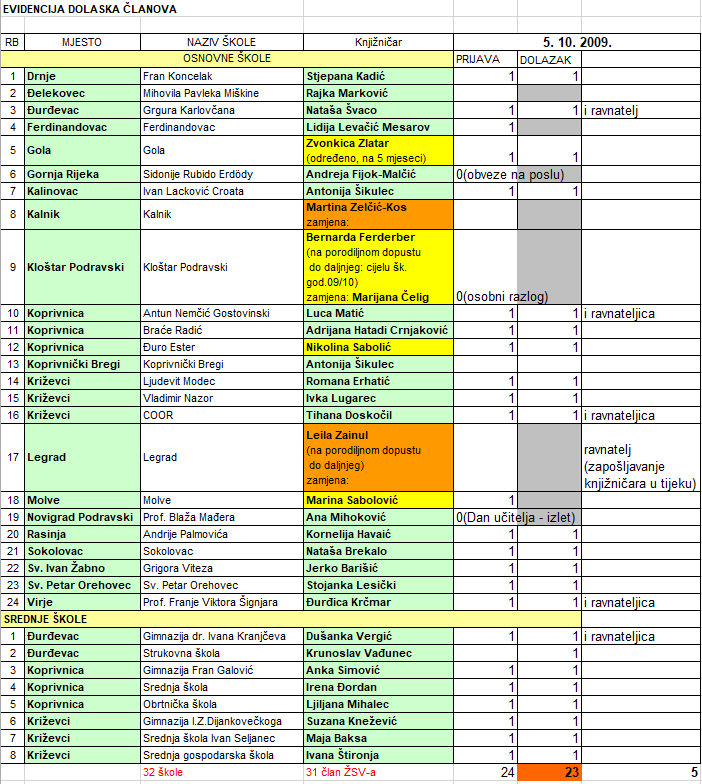 EVIDENCIJA DOLASKA ČLANOVA
RB MJESTO NAZIV ŠKOLE Knjižničar 5. 10. 2009.
OSNOVNE ŠKOLE PRIJAVA DOLAZAK
1 Drnje Fran Koncelak Stjepana Kadić 1 1
2 Đelekovec Mihovila Pavleka Miškine Rajka Marković
3 Đurđevac Grgura Karlovčana Nataša Švaco 1 1 i ravnatelj
4 Ferdinandovac Ferdinandovac Lidija Levačić Mesarov 1
5 Gola Gola Zvonkica Zlatar
(određeno, na 5 mjeseci) 1 1
6 Gornja Rijeka Sidonije Rubido Erdödy Andreja Fijok-Malčić 0(obveze na poslu)
7 Kalinovac Ivan Lacković Croata Antonija Šikulec 1 1
8 Kalnik Kalnik Martina Zelčić-Kos
zamjena:
9 Kloštar Podravski Kloštar Podravski Bernarda Ferderber
(na porodiljnom dopustu
do daljnjeg: cijelu šk.
god.09/10)
zamjena: Marijana Čelig 0(osobni razlog)
10 Koprivnica Antun Nemčić Gostovinski Luca Matić 1 1 i ravnateljica
11 Koprivnica Braće Radić Adrijana Hatadi Crnjaković 1 1
12 Koprivnica Đuro Ester Nikolina Sabolić 1 1
13 Koprivnički Bregi Koprivnički Bregi Antonija Šikulec
14 Križevci Ljudevit Modec Romana Erhatić 1 1
15 Križevci Vladimir Nazor Ivka Lugarec 1 1
16 Križevci COOR Tihana Doskočil 1 1 i ravnateljica
17 Legrad Legrad Leila Zainul
(na porodiljnom dopustu
do daljnjeg)
zamjena: ravnatelj
(zapošljavanje
knjižničara u tijeku)
18 Molve Molve Marina Sabolović 1
19 Novigrad Podravski Prof. Blaža Mađera Ana Mihoković 0(Dan učitelja - izlet)
20 Rasinja Andrije Palmovića Kornelija Havaić 1 1
21 Sokolovac Sokolovac Nataša Brekalo 1 1
22 Sv. Ivan Žabno Grigora Viteza Jerko Barišić 1 1
23 Sv. Petar Orehovec Sv. Petar Orehovec Stojanka Lesički 1 1
24 Virje Prof. Franje Viktora Šignjara Đurđica Krčmar 1 1 i ravnateljica
SREDNJE ŠKOLE
1 Đurđevac Gimnazija dr. Ivana Kranjčeva Dušanka Vergić 1 1 i ravnateljica
2 Đurđevac Strukovna škola Krunoslav Vađunec 1
3 Koprivnica Gimnazija Fran Galović Anka Simović 1 1
4 Koprivnica Srednja škola Irena Đordan 1 1
5 Koprivnica Obrtnička škola Ljiljana Mihalec 1 1
6 Križevci Gimnazija I.Z.Dijankovečkoga Suzana Knežević 1 1
7 Križevci Srednja škola Ivan Seljanec Maja Baksa 1 1
8 Križevci Srednja gospodarska škola Ivana Štironja 1 1
32 škole 31 član ŽSV-a 24 23 5